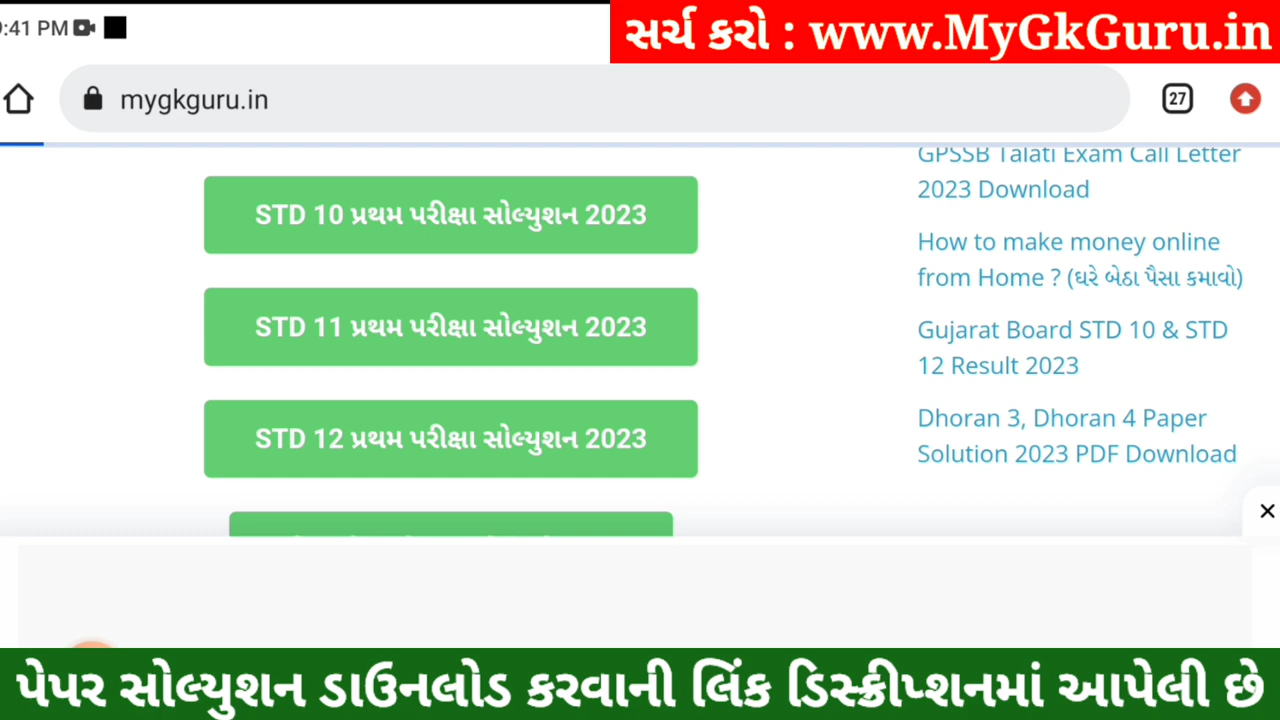 :41 PM
સર્ચ કરો : www.MyGkGuru.in
mygkguru.in
27
STD 10 પ્રથમ પરીક્ષા સોલ્યુશન 2023
STD 11 પ્રથમ પરીક્ષા સોલ્યુશન 2023
STD 12 પ્રથમ પરીક્ષા સોલ્યુશન 2023
GPSSB Talati Exam Call Letter
2023 Download
How to make money online
from Home ? (ઘરે બેઠા પૈસા કમાવો)
Gujarat Board STD 10 & STD
12 Result 2023
Dhoran 3, Dhoran 4 Paper
Solution 2023 PDF Download
પેપર સોલ્યુશન ડાઉનલોડ કરવાની લિંક ડિસ્ક્રીપ્શનમાં આપેલી છે